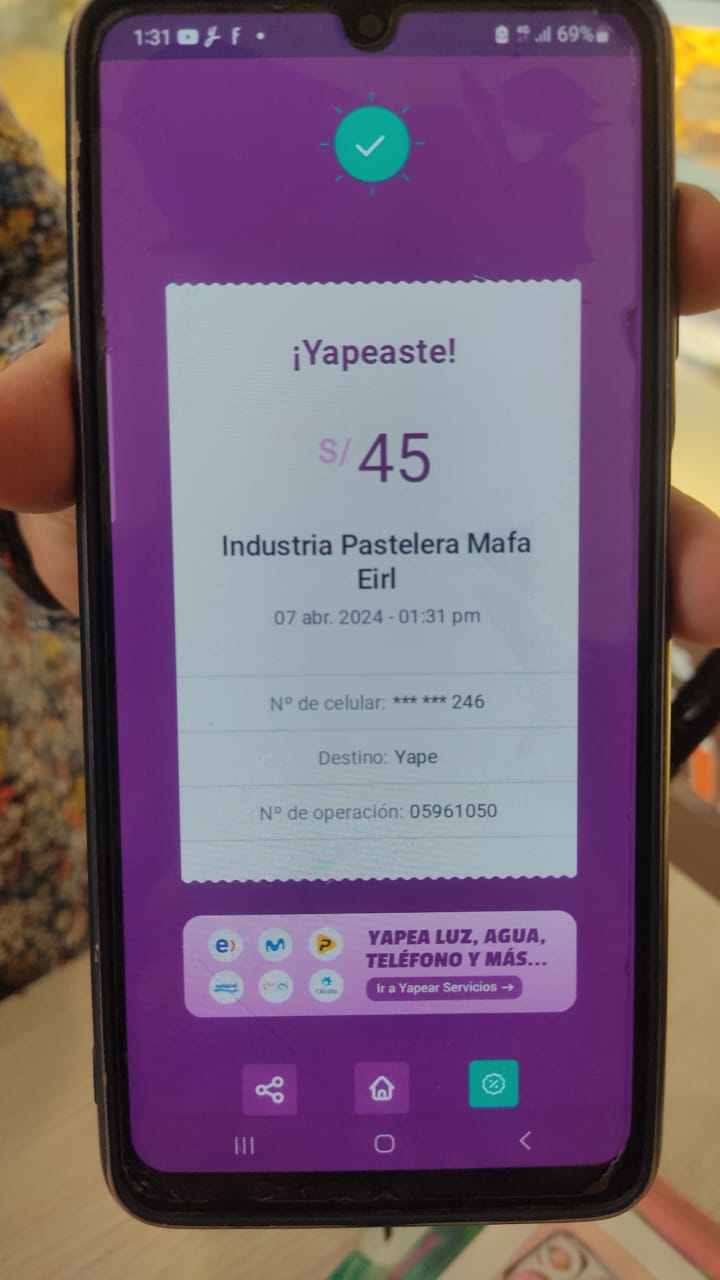 1:31
4G
69%
¡Yapeaste!
S/ 45
Industria Pastelera Mafa
Eirl
07 abr. 2024 - 01:31 pm
Nº de celular: *** *** 246
Destino: Yape
Nº de operación: 05961050
YAPEA LUZ, AGUA,
TELÉFONO Y MÁS...
Ir a Yapear Servicios →